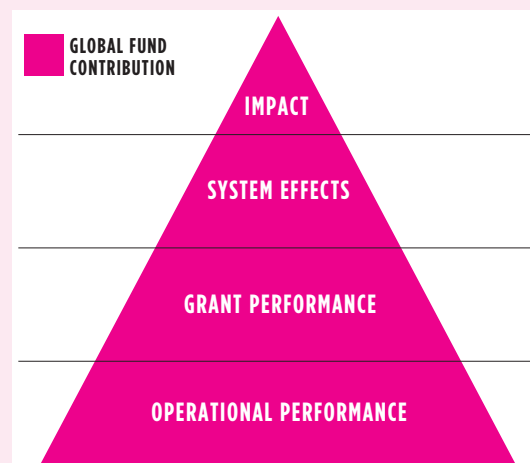 GLOBAL FUND
CONTRIBUTION
IMPACT
SYSTEM EFFECTS
GRANT PERFORMANCE
OPERATIONAL PERFORMANCE